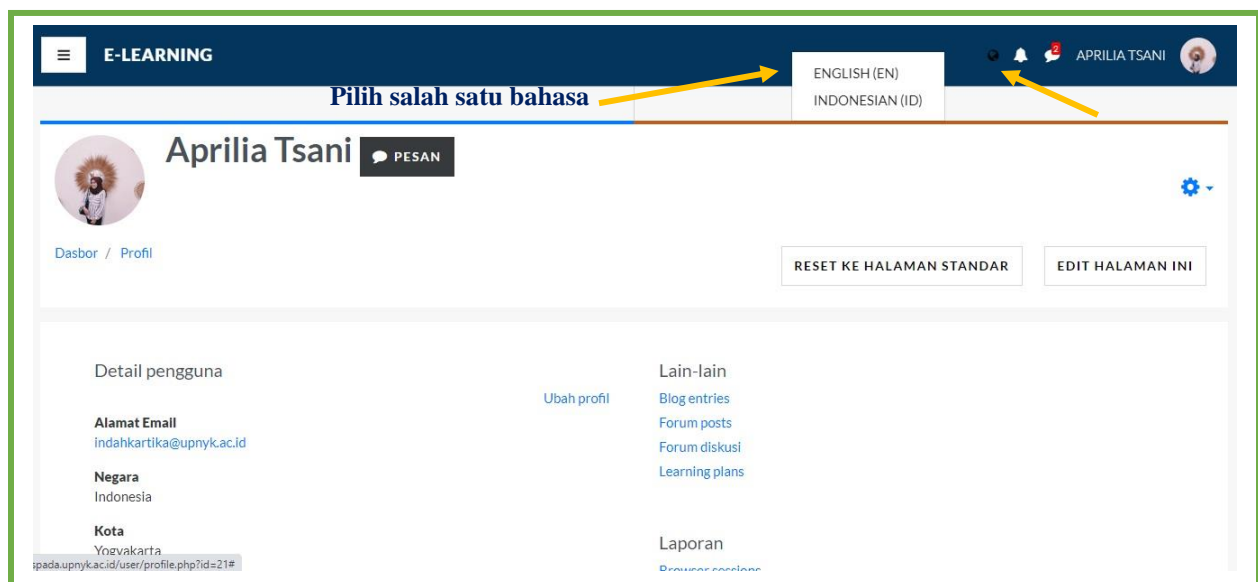 E-LEARNING
2
APRILIA TSANI
ENGLISH (EN)
Pilih salah satu bahasa
INDONESIAN (ID)
Aprilia Tsani
PESAN
Dasbor / Profil
RESET KE HALAMAN STANDAR
EDIT HALAMAN INI
Detail pengguna
Ubah profil
Alamat Email
indahkartika@upnyk.ac.id
Negara
Indonesia
Kota
Yogyakarta
Lain-lain
Blog entries
Forum posts
Forum diskusi
Learning plans
Laporan
Browser sessions
spada.upnyk.ac.id/user/profile.php?id=21#